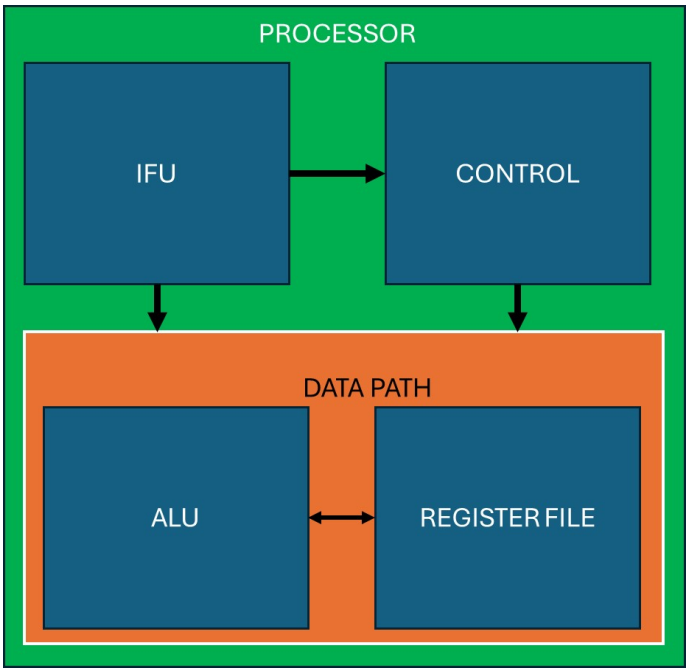 PROCESSOR
IFU
CONTROL
DATA PATH
ALU
REGISTER FILE